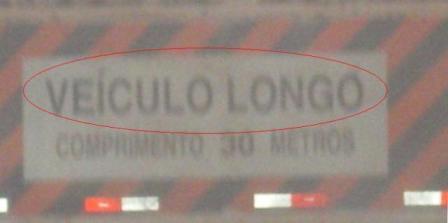 VEÍCULO LONGO
COMPRIMENTO 30 METROS